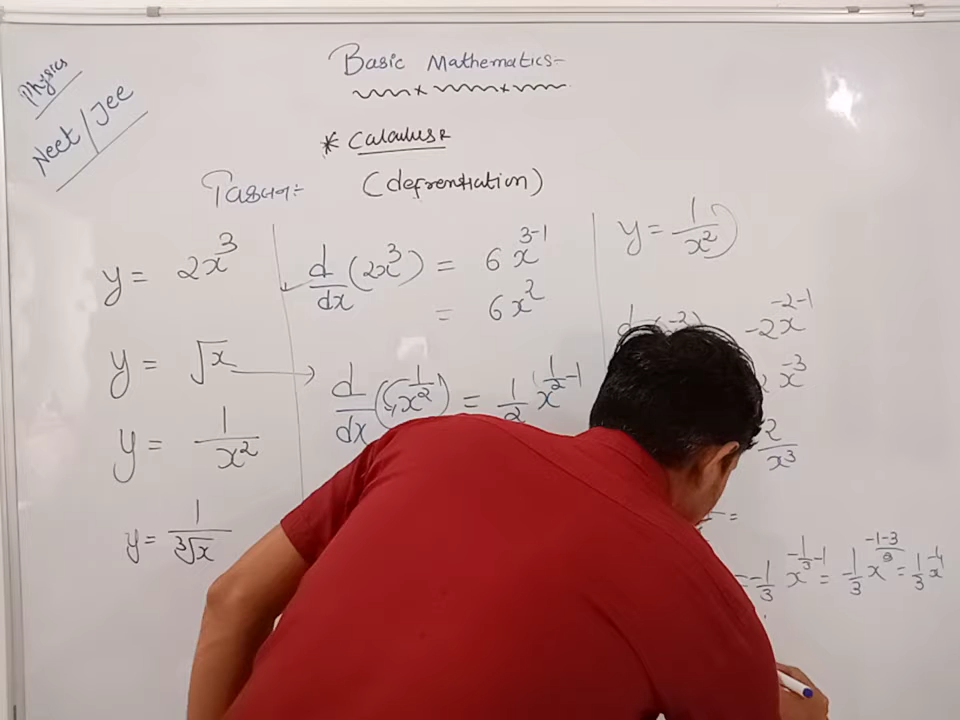 Physics
Neet/Jee
Basic Mathematics-
* Calculus
(defrentiation)
y = 2x³
y = √x
y = 1/x²
y = 1/³√x
d/dx (2x³) = 6x³⁻¹
= 6x²
d/dx (x^(1/2)) = 1/2 x^(1/2 -1)
y = 1/x²)
-2x⁻²⁻¹
x⁻³
2/x³
=
= -1/3 x^(-1/3 -1) = -1/3 x^(-1-3/3) = 1/3 x